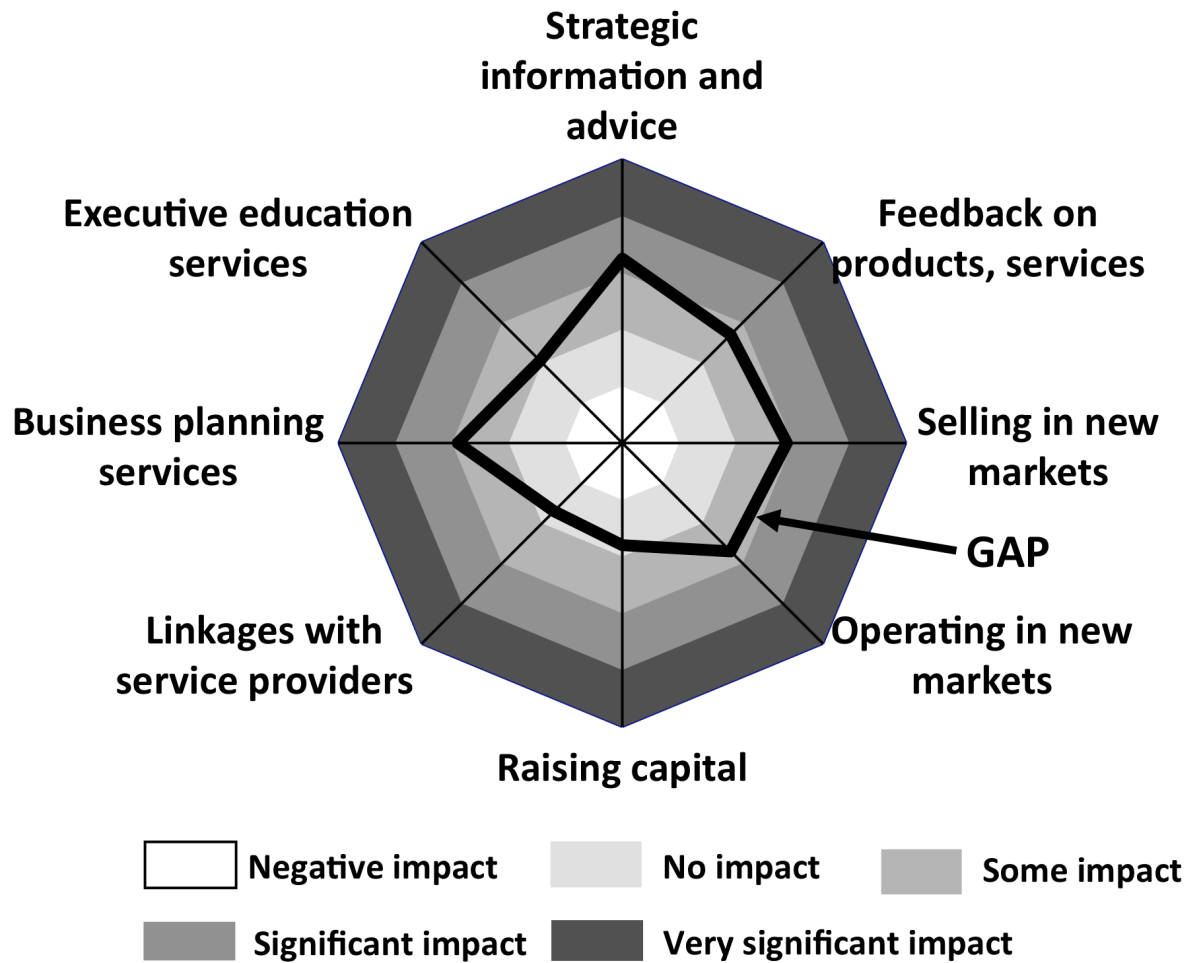 Strategic
information and
advice
Executive education
services
Feedback on
products, services
Business planning
services
Selling in new
markets
GAP
Linkages with
service providers
Operating in new
markets
Raising capital
Negative impact
No impact
Some impact
Significant impact
Very significant impact